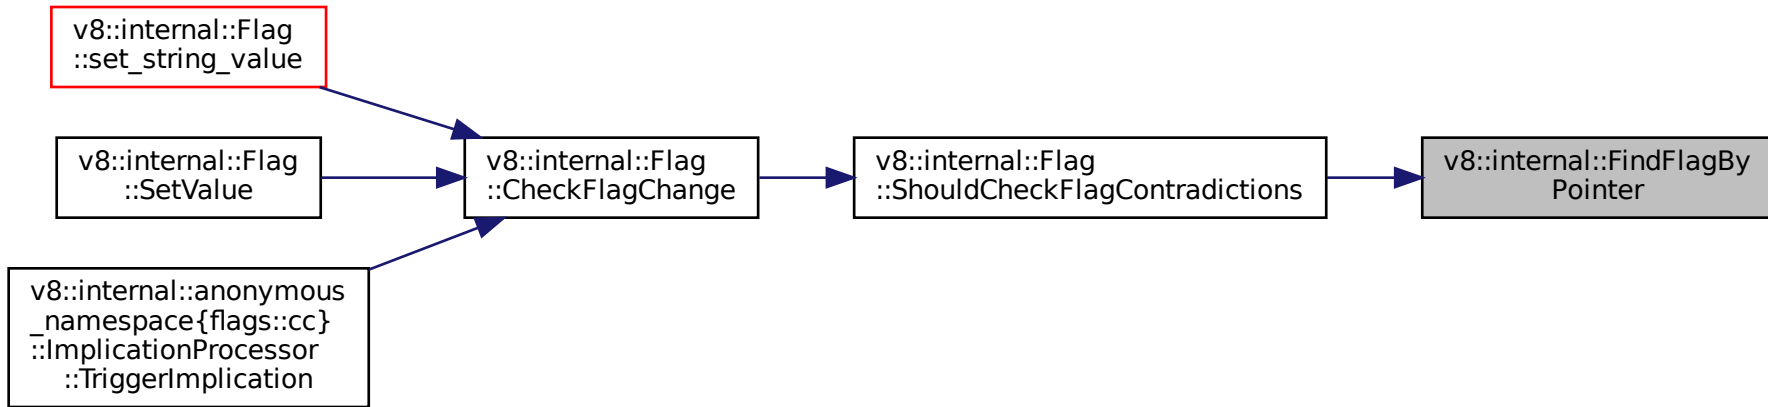 v8::internal::Flag
::set_string_value
v8::internal::Flag
::SetValue
v8::internal::anonymous
_namespace{flags::cc}
::ImplicationProcessor
::TriggerImplication
v8::internal::Flag
::CheckFlagChange
v8::internal::Flag
::ShouldCheckFlagContradictions
v8::internal::FindFlagBy
Pointer